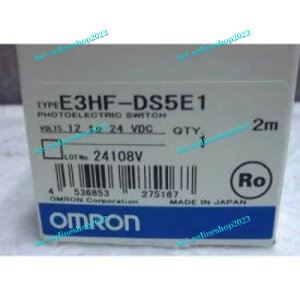 TYPE E3HF-DS5E1
PHOTOELECTRIC SWITCH
VOLTS 12 to 24 VDC QTY. 1 2m
LOT No 24108V
4 536853 275167
Ro
OMRON Corporation MADE IN JAPAN
OMRON